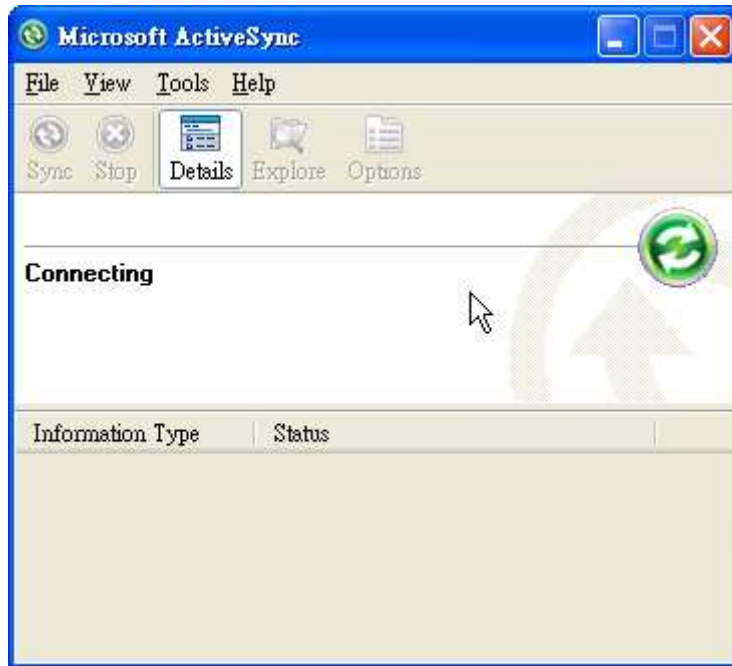 Microsoft ActiveSync
File View Tools Help
Sync Stop Details Explore Options
Connecting
Information Type Status